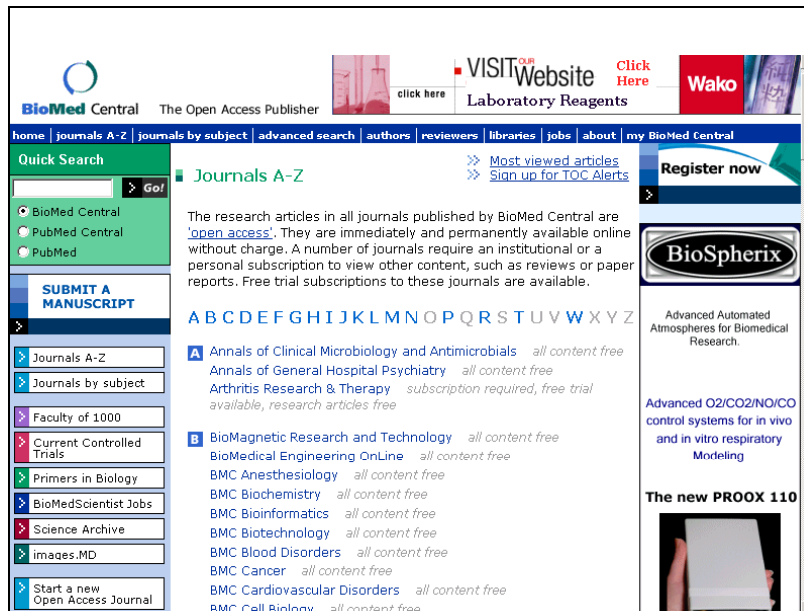 BioMed Central The Open Access Publisher
click here
VISIT OUR Website
Laboratory Reagents
Click
Here
Wako
home | journals A-Z | journals by subject | advanced search | authors | reviewers | libraries | jobs | about | my BioMed Central
Quick Search
Go!
BioMed Central
PubMed Central
PubMed
SUBMIT A
MANUSCRIPT
Journals A-Z
Journals by subject
Faculty of 1000
Current Controlled
Trials
Primers in Biology
BioMedScientist Jobs
Science Archive
images.MD
Start a new
Open Access Journal
Journals A-Z
Most viewed articles
Sign up for TOC Alerts
The research articles in all journals published by BioMed Central are
'open access'. They are immediately and permanently available online
without charge. A number of journals require an institutional or a
personal subscription to view other content, such as reviews or paper
reports. Free trial subscriptions to these journals are available.
A B C D E F G H I J K L M N O P Q R S T U V W X Y Z
A Annals of Clinical Microbiology and Antimicrobials all content free
Annals of General Hospital Psychiatry all content free
Arthritis Research & Therapy subscription required, free trial
available, research articles free
B BioMagnetic Research and Technology all content free
BioMedical Engineering OnLine all content free
BMC Anesthesiology all content free
BMC Biochemistry all content free
BMC Bioinformatics all content free
BMC Biotechnology all content free
BMC Blood Disorders all content free
BMC Cancer all content free
BMC Cardiovascular Disorders all content free
BMC Cell Biology all content free
Register now
BioSpherix
Advanced Automated
Atmospheres for Biomedical
Research.
Advanced O2/CO2/NO/CO
control systems for in vivo
and in vitro respiratory
Modeling
The new PROOX 110